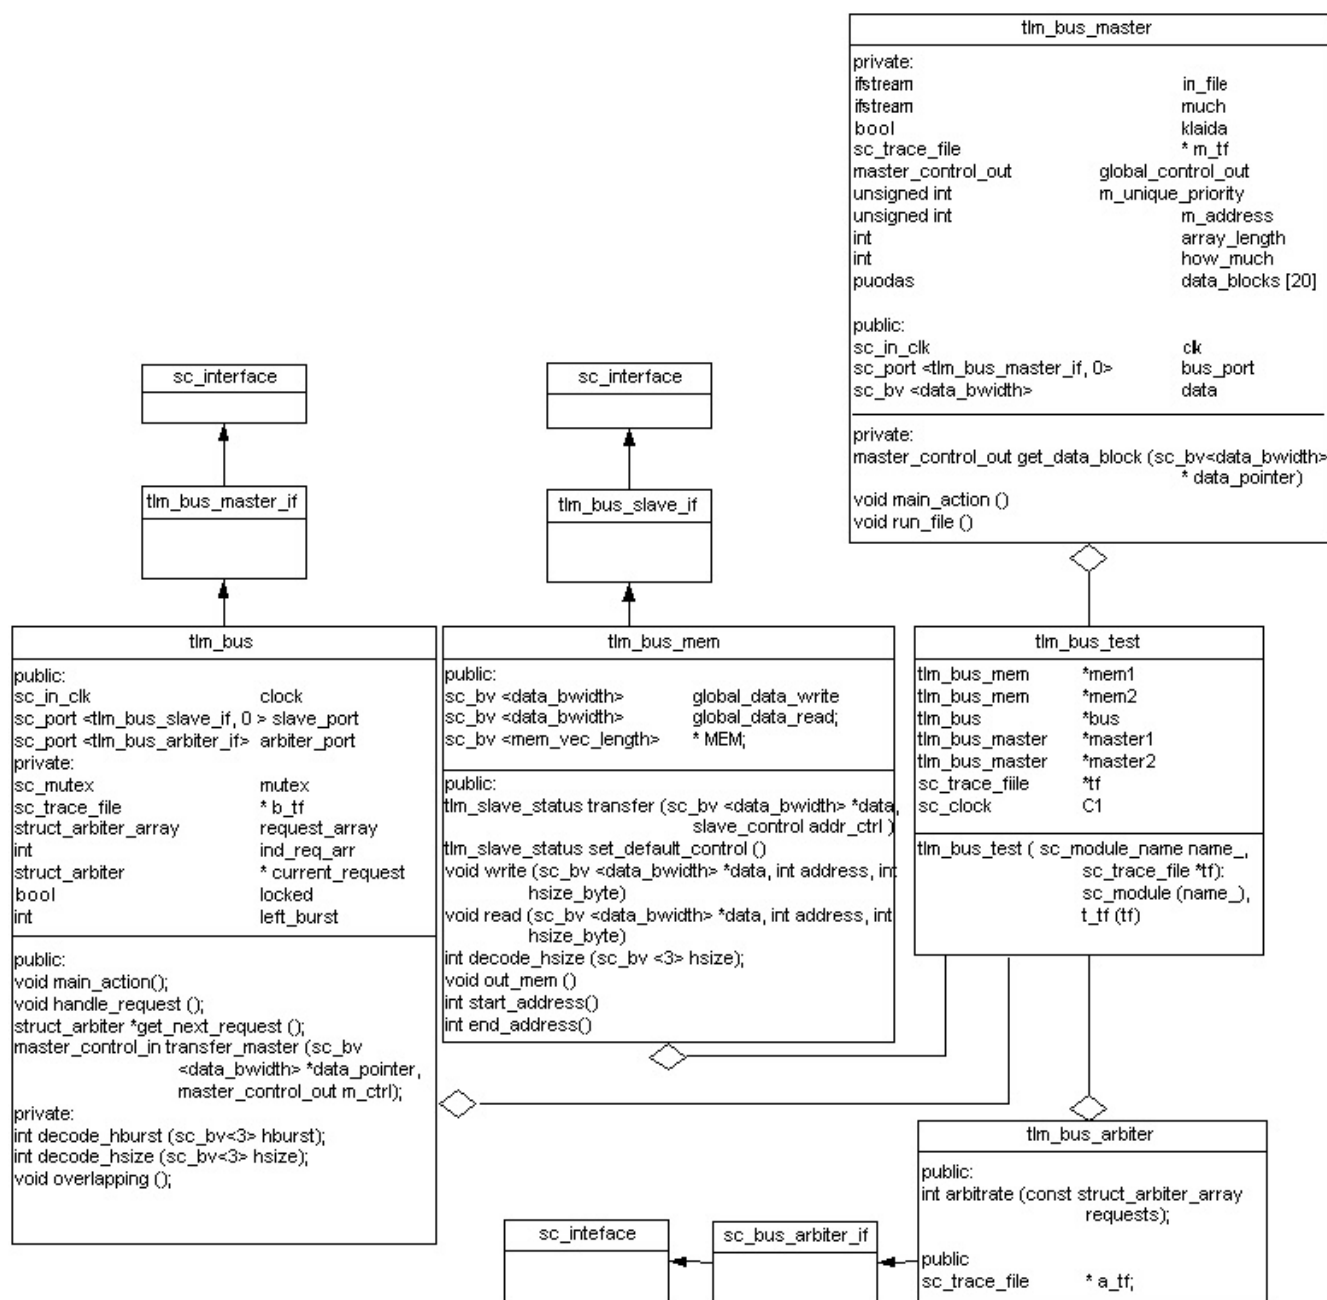 tlm_bus_master
private:
ifstream in_file
ifstream much
bool klaida
sc_trace_file * m_tf
master_control_out global_control_out
unsigned int m_unique_priority
unsigned int m_address
int array_length
int how_much
puodas data_blocks [20]
public:
sc_in_clk clk
sc_port <tlm_bus_master_if, 0> bus_port
sc_bv <data_bwidth> data
private:
master_control_out get_data_block (sc_bv<data_bwidth>
* data_pointer)
void main_action ()
void run_file ()
sc_interface
tlm_bus_master_if
sc_interface
tlm_bus_slave_if
tlm_bus
public:
sc_in_clk clock
sc_port <tlm_bus_slave_if, 0 > slave_port
sc_port <tlm_bus_arbiter_if> arbiter_port
private:
sc_mutex mutex
sc_trace_file * b_tf
struct_arbiter_array request_array
int ind_req_arr
struct_arbiter * current_request
bool locked
int left_burst
public:
void main_action();
void handle_request ();
struct_arbiter *get_next_request ();
master_control_in transfer_master (sc_bv
<data_bwidth> *data_pointer,
master_control_out m_ctrl);
private:
int decode_hburst (sc_bv<3> hburst);
int decode_hsize (sc_bv<3> hsize);
void overlapping ();
tlm_bus_mem
public:
sc_bv <data_bwidth> global_data_write
sc_bv <data_bwidth> global_data_read;
sc_bv <mem_vec_length> * MEM;
public:
tlm_slave_status transfer (sc_bv <data_bwidth> *data,
slave_control addr_ctrl )
tlm_slave_status set_default_control ()
void write (sc_bv <data_bwidth> *data, int address, int
hsize_byte)
void read (sc_bv <data_bwidth> *data, int address, int
hsize_byte)
int decode_hsize (sc_bv <3> hsize);
void out_mem ()
int start_address()
int end_address()
tlm_bus_test
tlm_bus_mem *mem1
tlm_bus_mem *mem2
tlm_bus *bus
tlm_bus_master *master1
tlm_bus_master *master2
sc_trace_fiile *tf
sc_clock C1
tlm_bus_test ( sc_module_name name_,
sc_trace_file *tf):
sc_module (name_),
t_tf (tf)
tlm_bus_arbiter
public:
int arbitrate (const struct_arbiter_array
requests);
public
sc_trace_file * a_tf;
sc_inteface
sc_bus_arbiter_if